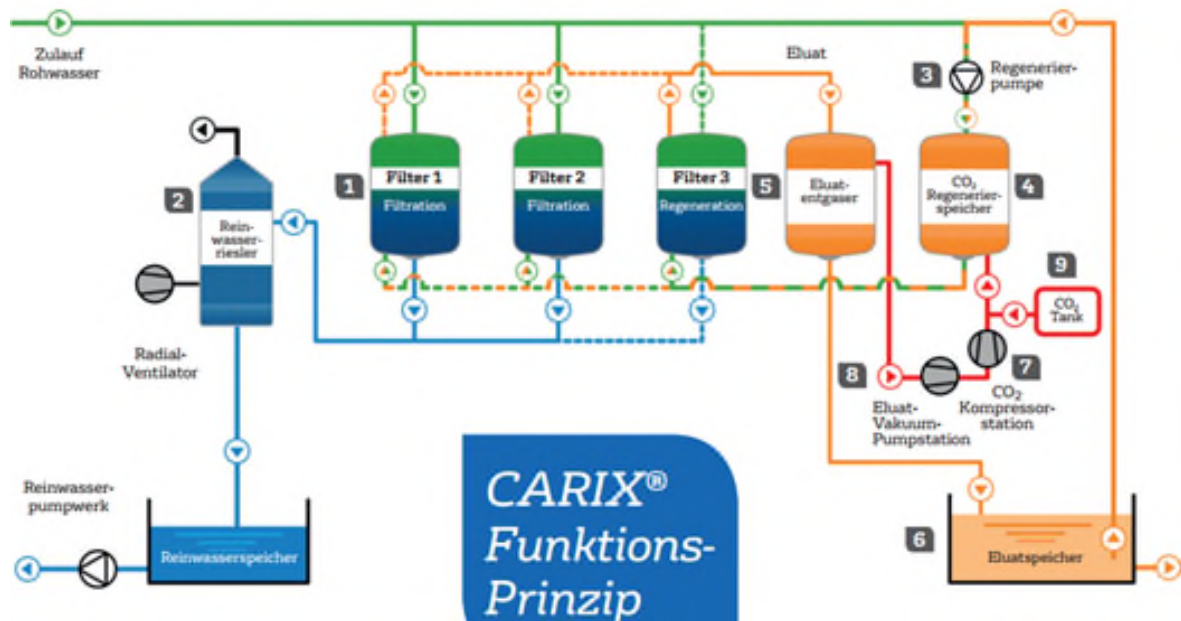 Zulauf
Rohwasser
Eluat
3
Regenerier-
pumpe
1
Filter 1
Filtration
Filter 2
Filtration
Filter 3
Regeneration
5
Eluat-
entgaser
CO₂
Regenerier-
speicher
4
2
Rein-
wasser-
riesler
9
CO₂
Tank
Radial-
Ventilator
8
Eluat-
Vakuum-
Pumpstation
7
CO₂-
Kompressor-
station
Reinwasser-
pumpwerk
Reinwasserspeicher
CARIX®
Funktions-
Prinzip
6
Eluatspeicher